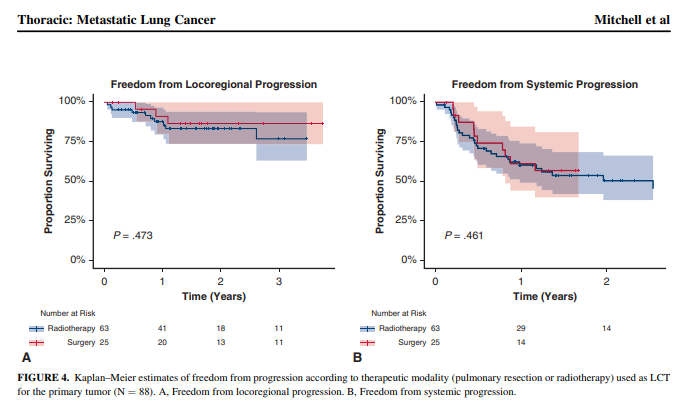 Thoracic: Metastatic Lung Cancer Mitchell et al
Freedom from Locoregional Progression
100%
75%
50%
25%
0%
Proportion Surviving
P = .473
0 1 2 3
Time (Years)
Number at Risk
Radiotherapy 63 41 18 11
Surgery 25 20 13 11
A
Freedom from Systemic Progression
100%
75%
50%
25%
0%
Proportion Surviving
P = .461
0 1 2
Time (Years)
Number at Risk
Radiotherapy 63 29 14
Surgery 25 14
B
FIGURE 4. Kaplan–Meier estimates of freedom from progression according to therapeutic modality (pulmonary resection or radiotherapy) used as LCT
for the primary tumor (N = 88). A, Freedom from locoregional progression. B, Freedom from systemic progression.